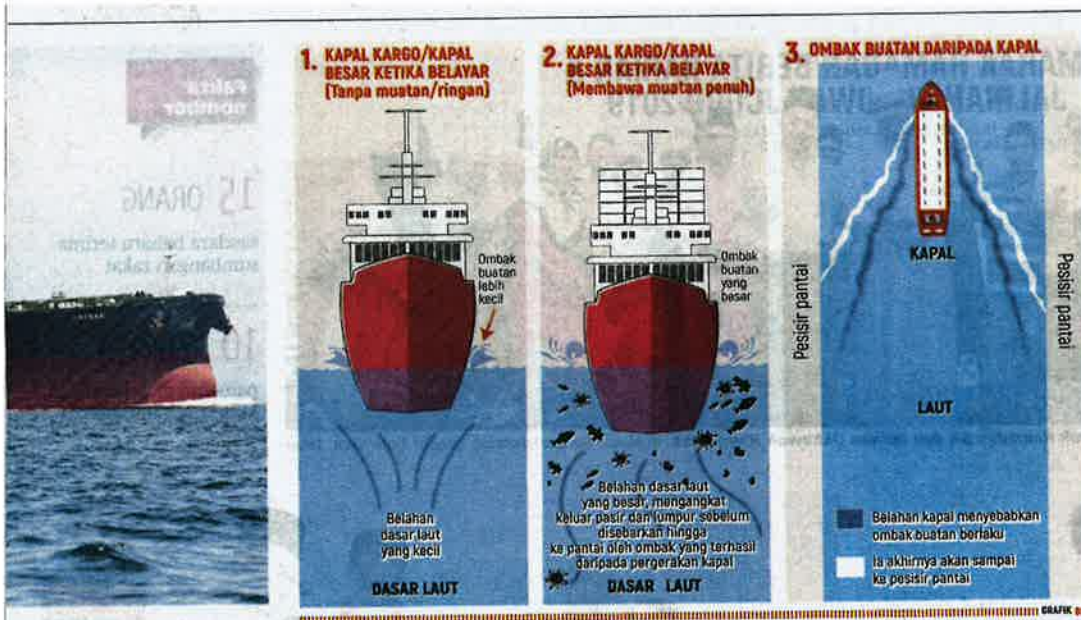 1. KAPAL KARGO/KAPAL
BESAR KETIKA BELAYAR
(Tanpa muatan/ringan)
Ombak
buatan
lebih
kecil
Belahan
dasar laut
yang kecil
DASAR LAUT
2. KAPAL KARGO/KAPAL
BESAR KETIKA BELAYAR
(Membawa muatan penuh)
Ombak
buatan
yang
besar
Belahan dasar laut
yang besar, mengangkat
keluar pasir dan lumpur sebelum
disebarkan hingga
ke pantai oleh ombak yang terhasil
daripada pergerakan kapal
DASAR LAUT
3. OMBAK BUATAN DARIPADA KAPAL
KAPAL
Pesisir pantai
Pesisir pantai
LAUT
Belahan kapal menyebabkan
ombak buatan berlaku
Ia akhirnya akan sampai
ke pesisir pantai
GRAFIK
15 ORANG